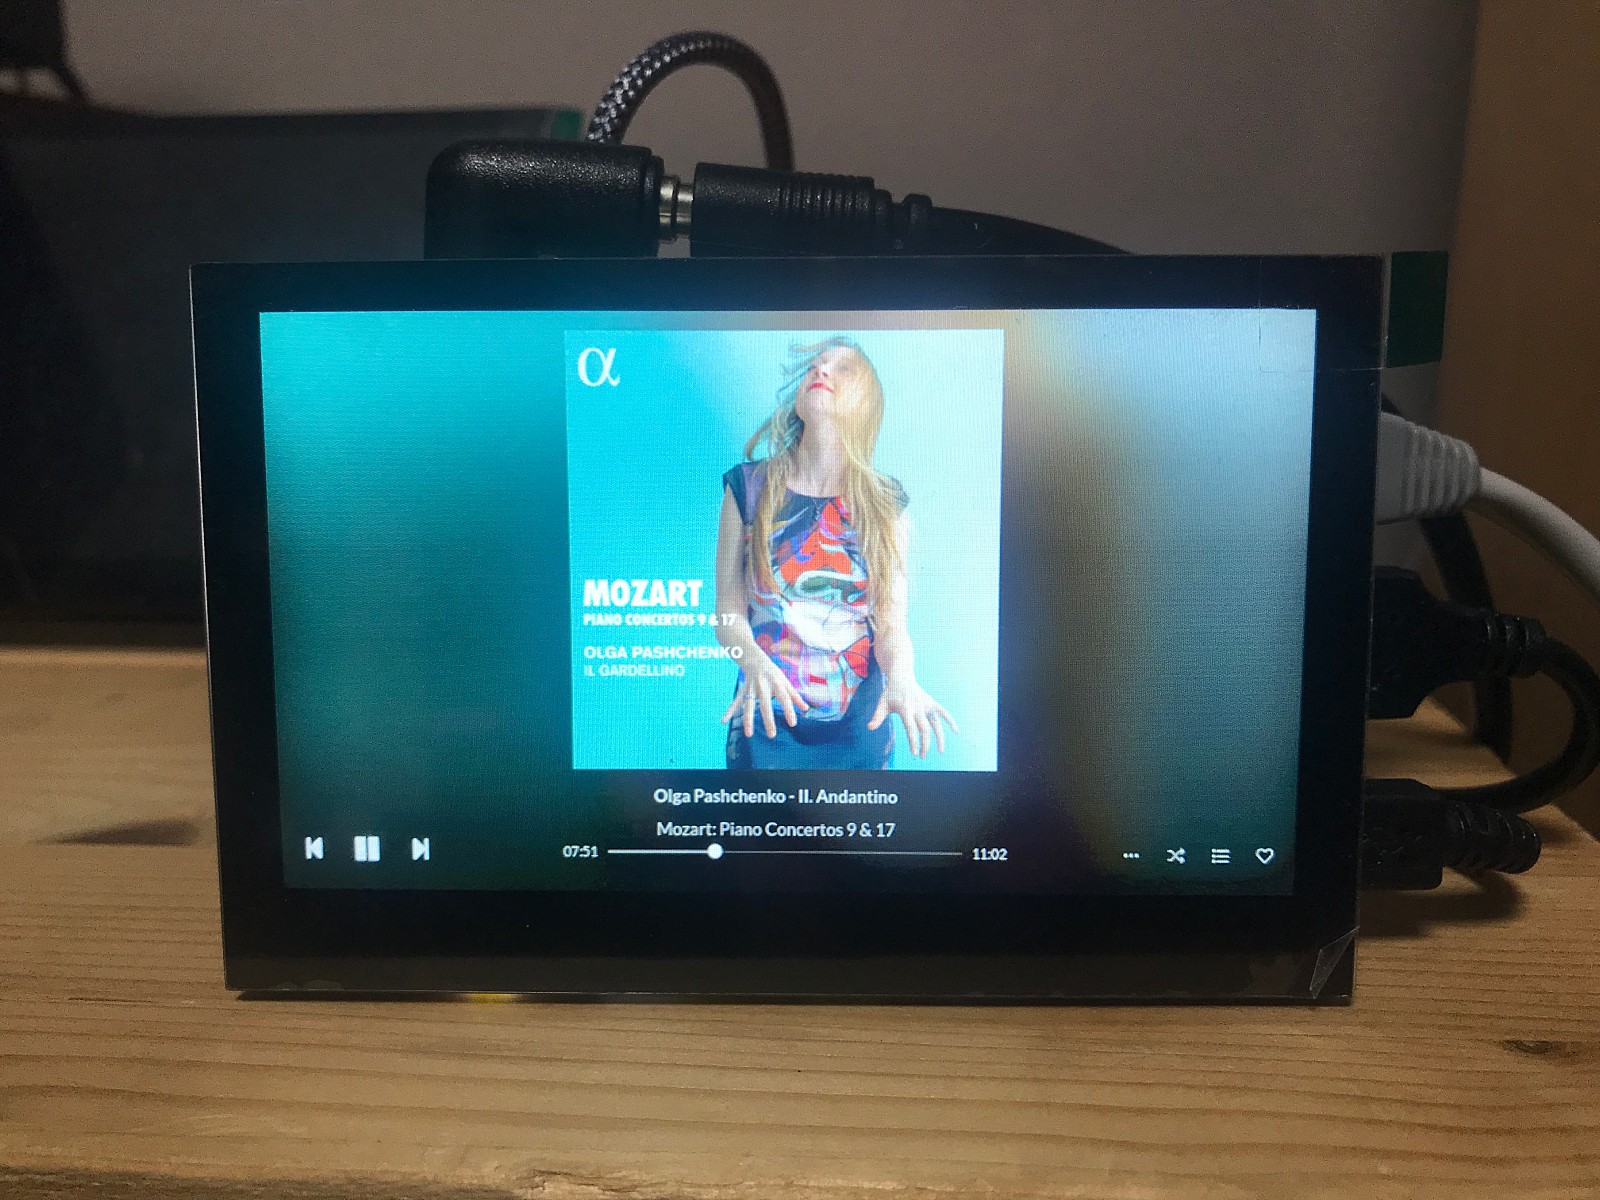 α
MOZART
PIANO CONCERTOS 9 & 17
OLGA PASHCHENKO
IL GARDELLINO
Olga Pashchenko - II. Andantino
Mozart: Piano Concertos 9 & 17
07:51
11:02